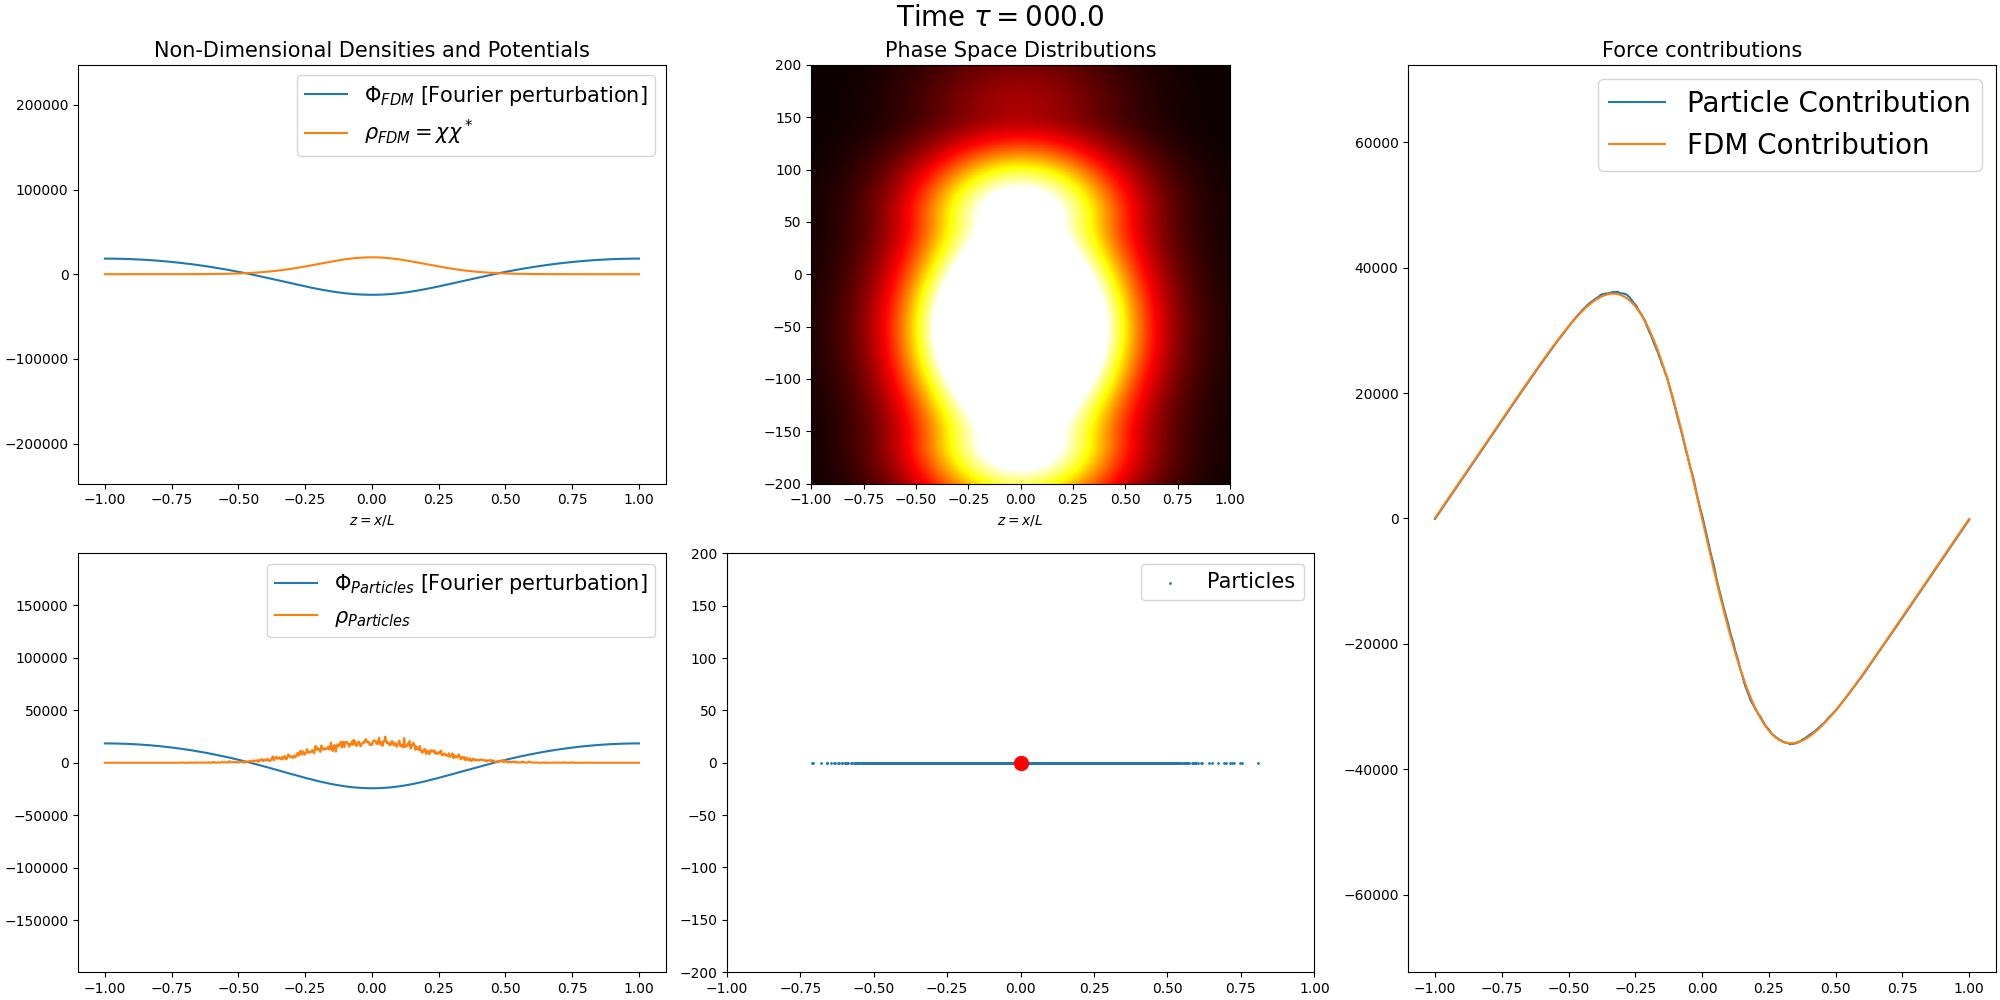 Time τ = 000.0
Non-Dimensional Densities and Potentials
Φ_FDM [Fourier perturbation]
ρ_FDM = χχ*
200000
100000
0
−100000
−200000
−1.00 −0.75 −0.50 −0.25 0.00 0.25 0.50 0.75 1.00
z = x/L
Phase Space Distributions
200
150
100
50
0
−50
−100
−150
−200
−1.00 −0.75 −0.50 −0.25 0.00 0.25 0.50 0.75 1.00
z = x/L
Force contributions
Particle Contribution
FDM Contribution
60000
40000
20000
0
−20000
−40000
−60000
−1.00 −0.75 −0.50 −0.25 0.00 0.25 0.50 0.75 1.00
Φ_Particles [Fourier perturbation]
ρ_Particles
150000
100000
50000
0
−50000
−100000
−150000
−1.00 −0.75 −0.50 −0.25 0.00 0.25 0.50 0.75 1.00
Particles
200
150
100
50
0
−50
−100
−150
−200
−1.00 −0.75 −0.50 −0.25 0.00 0.25 0.50 0.75 1.00